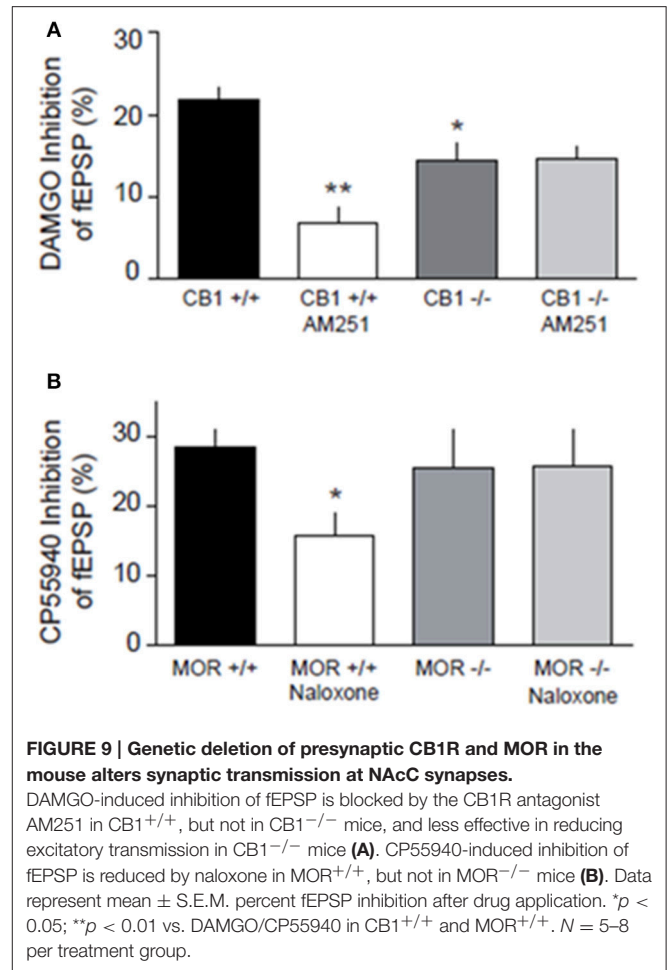 A
DAMGO Inhibition
of fEPSP (%)
30
20
10
0
**
*
CB1 +/+
CB1 +/+
AM251
CB1 -/-
CB1 -/-
AM251
B
CP55940 Inhibition
of fEPSP (%)
30
20
10
0
*
MOR +/+
MOR +/+
Naloxone
MOR -/-
MOR -/-
Naloxone
FIGURE 9 | Genetic deletion of presynaptic CB1R and MOR in the
mouse alters synaptic transmission at NAcC synapses.
DAMGO-induced inhibition of fEPSP is blocked by the CB1R antagonist
AM251 in CB1+/+, but not in CB1−/− mice, and less effective in reducing
excitatory transmission in CB1−/− mice (A). CP55940-induced inhibition of
fEPSP is reduced by naloxone in MOR+/+, but not in MOR−/− mice (B). Data
represent mean ± S.E.M. percent fEPSP inhibition after drug application. *p <
0.05; **p < 0.01 vs. DAMGO/CP55940 in CB1+/+ and MOR+/+. N = 5–8
per treatment group.